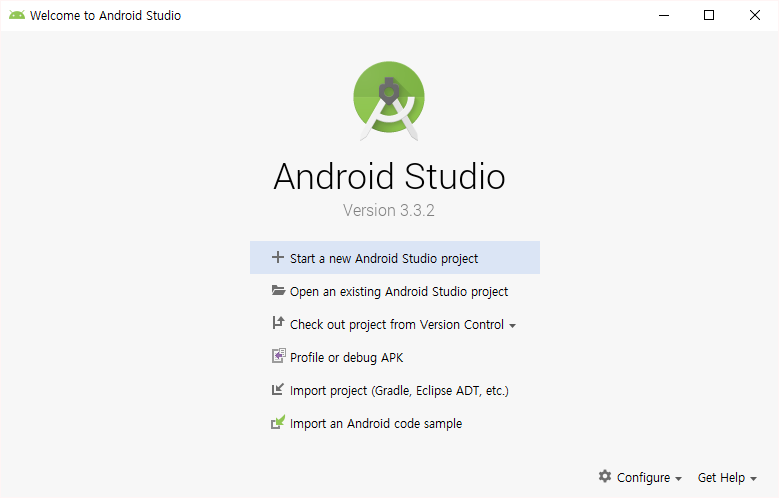 Welcome to Android Studio
Android Studio
Version 3.3.2
Start a new Android Studio project
Open an existing Android Studio project
Check out project from Version Control
Profile or debug APK
Import project (Gradle, Eclipse ADT, etc.)
Import an Android code sample
Configure Get Help